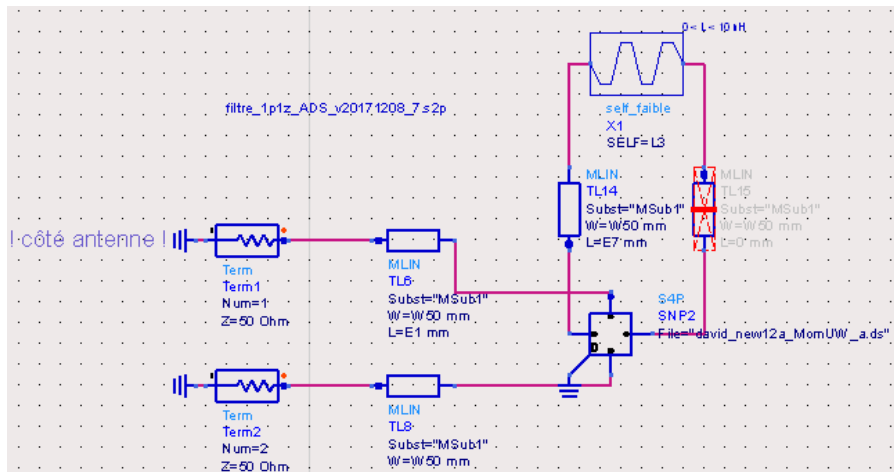 0 < L < 10 nH
filtre_1p1z_ADS_v20171208_7.s2p
self_faible
X1
SELF=L3
MLIN
TL14
Subst="MSub1"
W=W50 mm
L=E7 mm
MLIN
TL15
Subst="MSub1"
W=W50 mm
L=0 mm
! côté antenne !
Term
Term1
Num=1
Z=50 Ohm
MLIN
TL6
Subst="MSub1"
W=W50 mm
L=E1 mm
S4P
SNP2
File="david_new12a_MomUW_a.ds"
Term
Term2
Num=2
Z=50 Ohm
MLIN
TL8
Subst="MSub1"
W=W50 mm